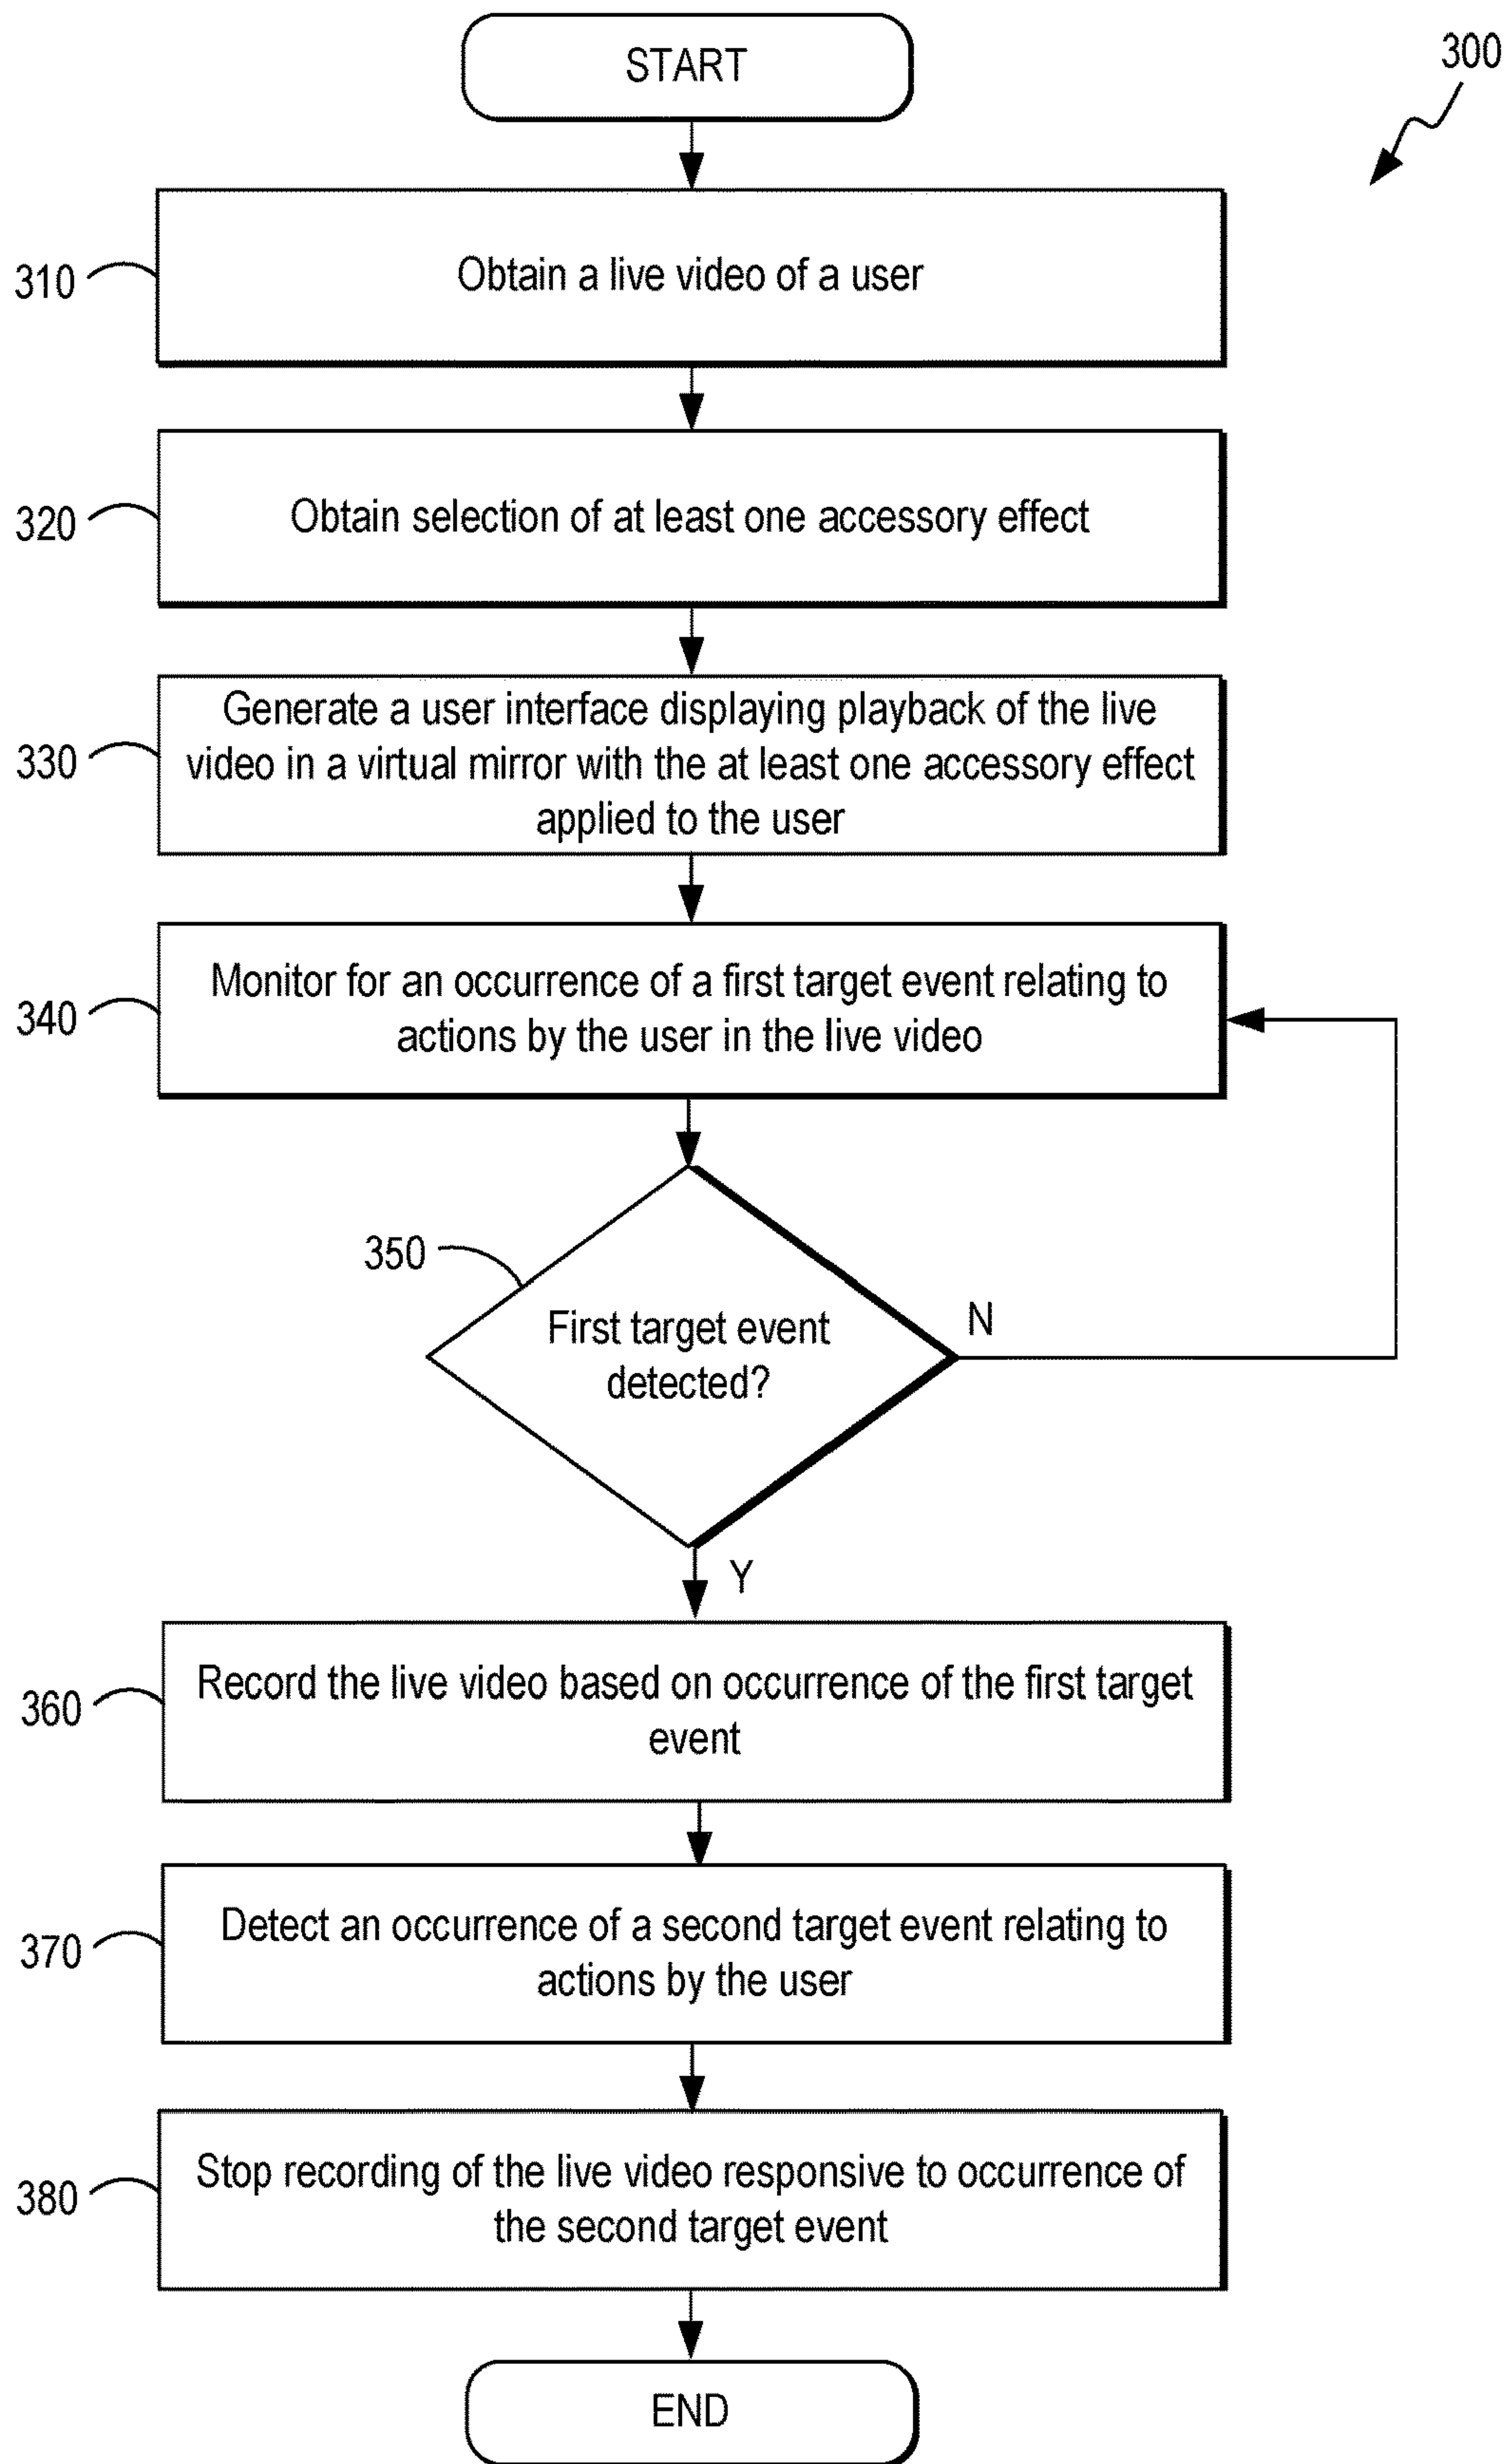 START
300
310
Obtain a live video of a user
320
Obtain selection of at least one accessory effect
330
Generate a user interface displaying playback of the live
video in a virtual mirror with the at least one accessory effect
applied to the user
340
Monitor for an occurrence of a first target event relating to
actions by the user in the live video
350
First target event
detected?
N
Y
360
Record the live video based on occurrence of the first target
event
370
Detect an occurrence of a second target event relating to
actions by the user
380
Stop recording of the live video responsive to occurrence of
the second target event
END